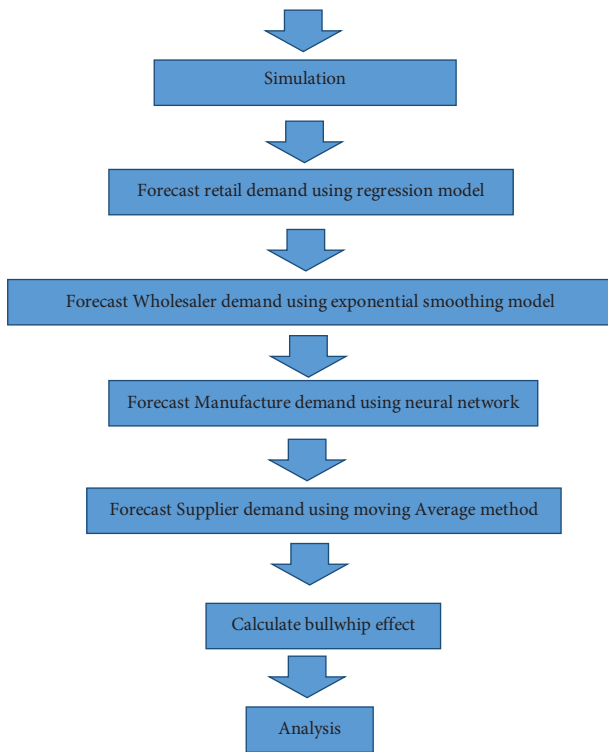 Simulation
Forecast retail demand using regression model
Forecast Wholesaler demand using exponential smoothing model
Forecast Manufacture demand using neural network
Forecast Supplier demand using moving Average method
Calculate bullwhip effect
Analysis